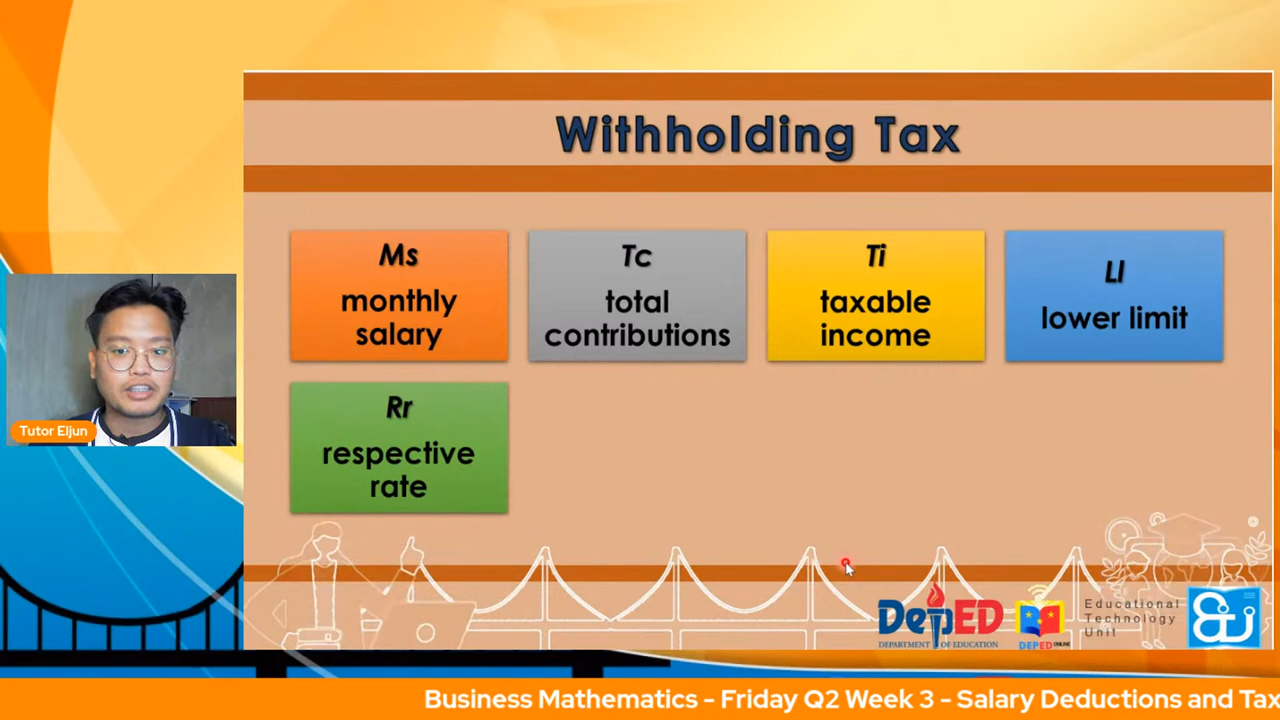 Withholding Tax
Ms
monthly
salary
Tc
total
contributions
Ti
taxable
income
Ll
lower limit
Rr
respective
rate
Tutor Eljun
DepED
DEPARTMENT OF EDUCATION
DEPED ONLINE
Educational
Technology
Unit
Business Mathematics - Friday Q2 Week 3 - Salary Deductions and Tax